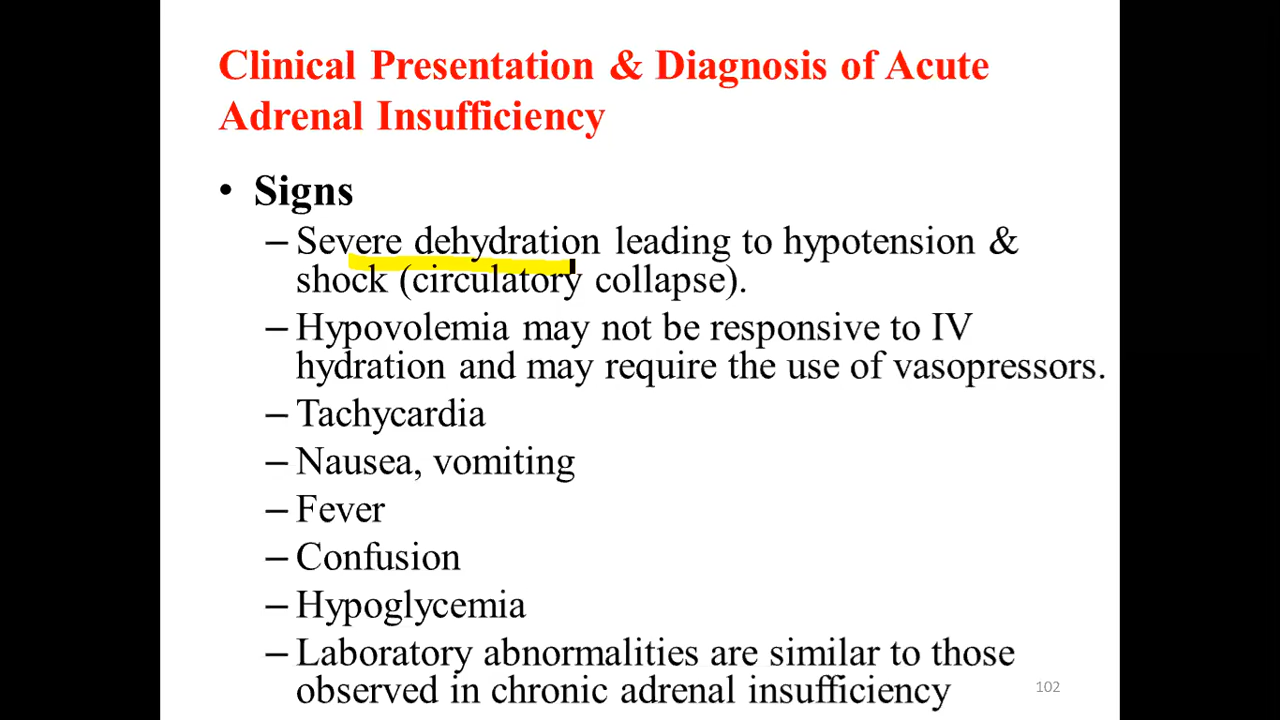 Clinical Presentation & Diagnosis of Acute
Adrenal Insufficiency
• Signs
– Severe dehydration leading to hypotension &
shock (circulatory collapse).
– Hypovolemia may not be responsive to IV
hydration and may require the use of vasopressors.
– Tachycardia
– Nausea, vomiting
– Fever
– Confusion
– Hypoglycemia
– Laboratory abnormalities are similar to those
observed in chronic adrenal insufficiency
102